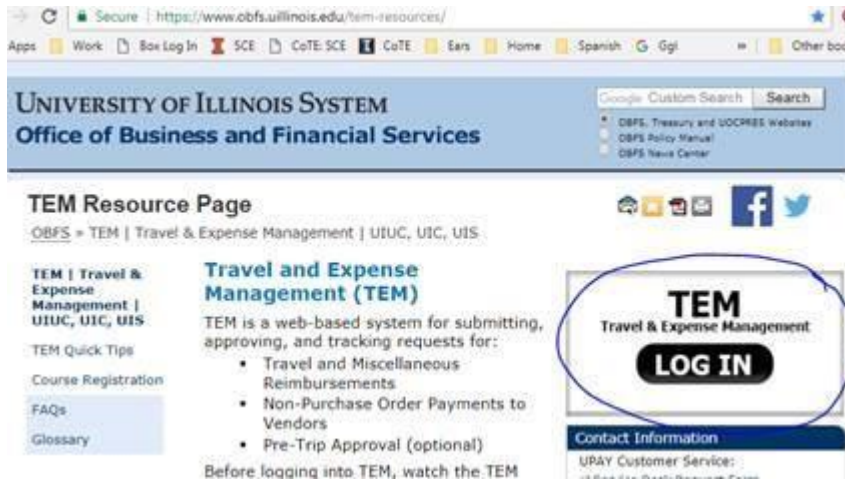 Secure | https://www.obfs.uillinois.edu/tem-resources/
Apps Work Box Log In SCE CoTE: SCE CoTE Ears Home Spanish G Ggl » Other boo
UNIVERSITY OF ILLINOIS SYSTEM
Office of Business and Financial Services
Google Custom Search Search
OBFS, Treasury and UOCPRES Websites
OBFS Policy Manual
OBFS News Center
TEM Resource Page
OBFS » TEM | Travel & Expense Management | UIUC, UIC, UIS
TEM | Travel &
Expense
Management |
UIUC, UIC, UIS
TEM Quick Tips
Course Registration
FAQs
Glossary
Travel and Expense
Management (TEM)
TEM is a web-based system for submitting,
approving, and tracking requests for:
• Travel and Miscellaneous
Reimbursements
• Non-Purchase Order Payments to
Vendors
• Pre-Trip Approval (optional)
Before logging into TEM, watch the TEM
TEM
Travel & Expense Management
LOG IN
Contact Information
UPAY Customer Service: